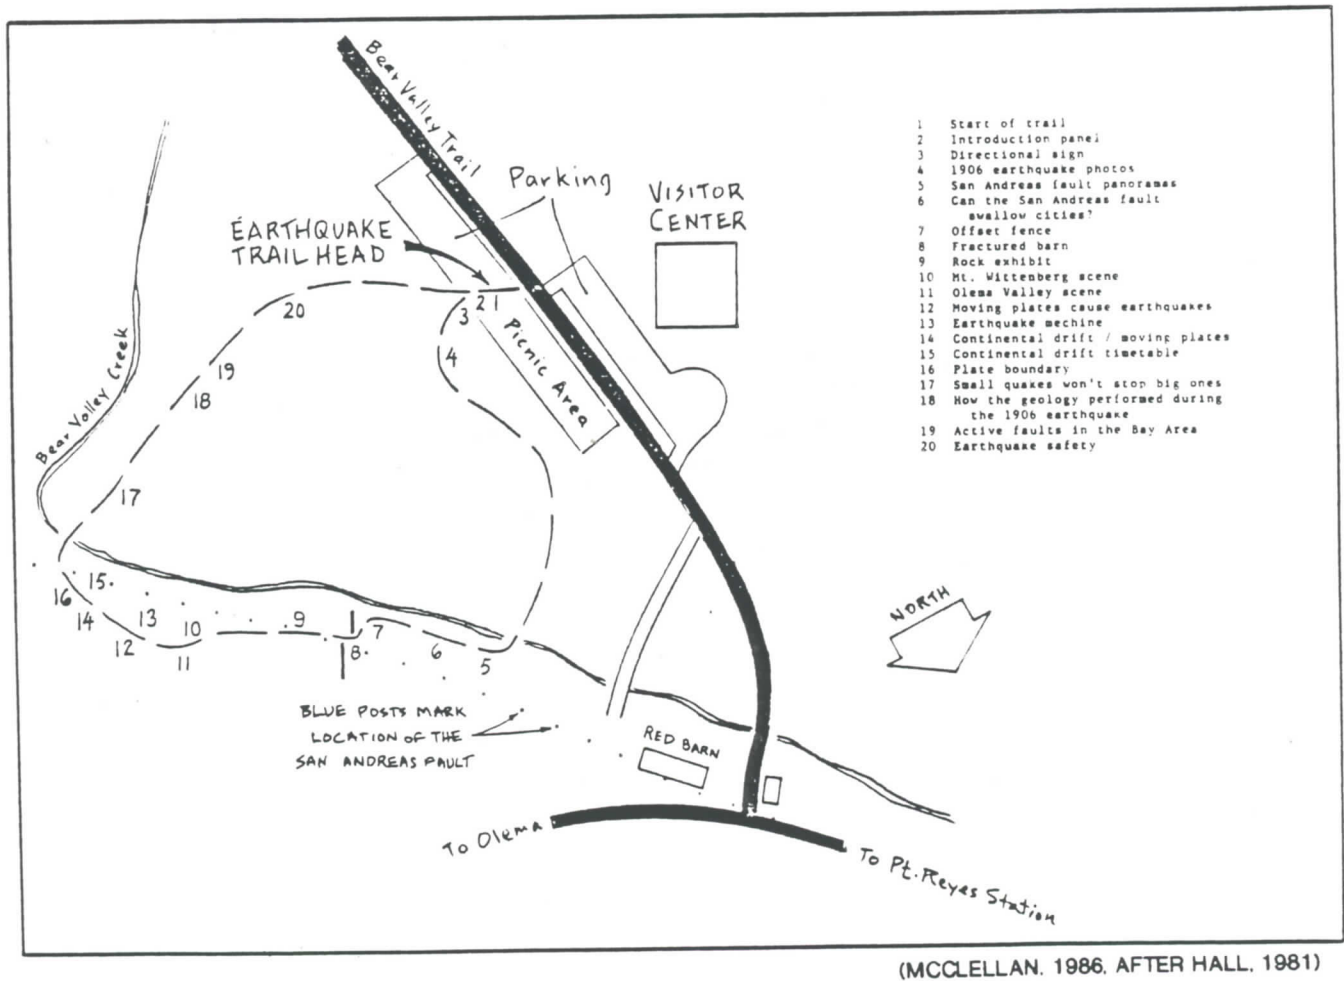 Bear Valley Trail
Parking
VISITOR
CENTER
EARTHQUAKE
TRAIL HEAD
1 Start of trail
2 Introduction panel
3 Directional sign
4 1906 earthquake photos
5 San Andreas fault panoramas
6 Can the San Andreas fault
swallow cities?
7 Offset fence
8 Fractured barn
9 Rock exhibit
10 Mt. Wittenberg scene
11 Olema Valley scene
12 Moving plates cause earthquakes
13 Earthquake mechine
14 Continental drift / moving plates
15 Continental drift timetable
16 Plate boundary
17 Small quakes won't stop big ones
18 How the geology performed during
the 1906 earthquake
19 Active faults in the Bay Area
20 Earthquake safety
20
2 1
3
4
Picnic Area
19
18
Bear Valley Creek
17
15
16
14
13
12
10
11
9
7
8
6
5
NORTH
BLUE POSTS MARK
LOCATION OF THE
SAN ANDREAS FAULT
RED BARN
To Olema
To Pt. Reyes Station
(MCCLELLAN, 1986, AFTER HALL, 1981)